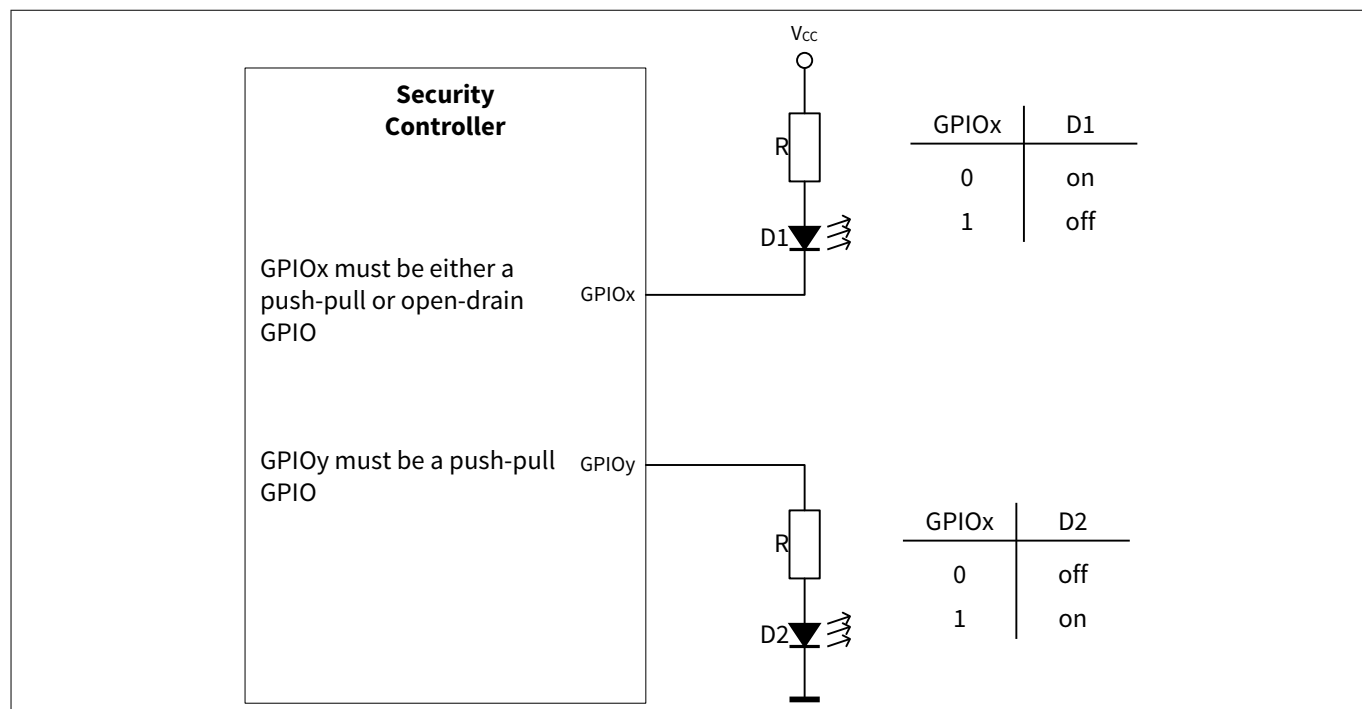 Vcc
Security
Controller
R
GPIOx D1
0 on
1 off
D1
GPIOx must be either a
push-pull or open-drain
GPIO
GPIOx
GPIOy must be a push-pull
GPIO
GPIOy
R
GPIOx D2
0 off
1 on
D2